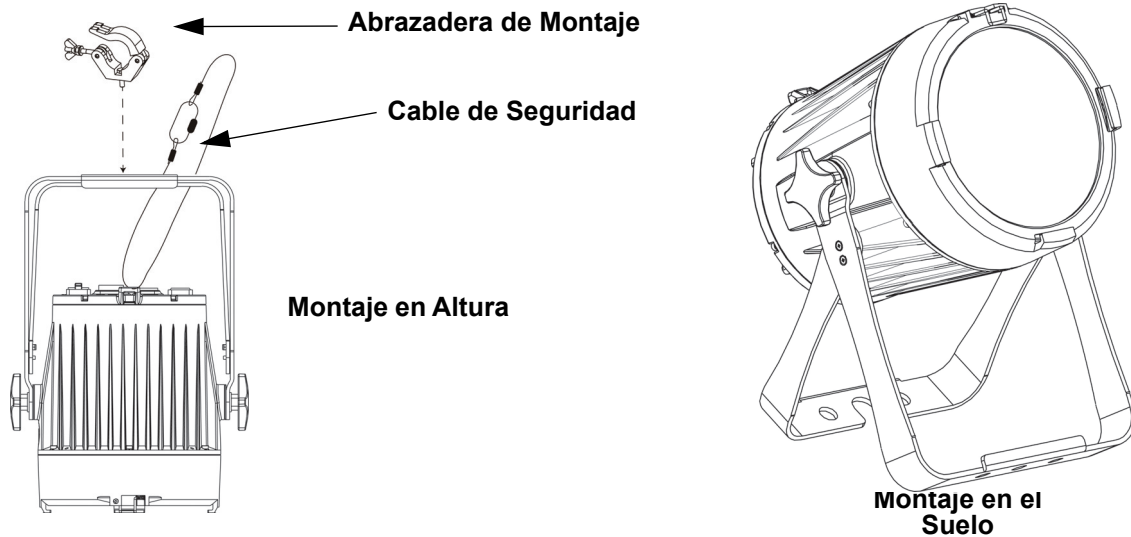 Abrazadera de Montaje
Cable de Seguridad
Montaje en Altura
Montaje en el
Suelo